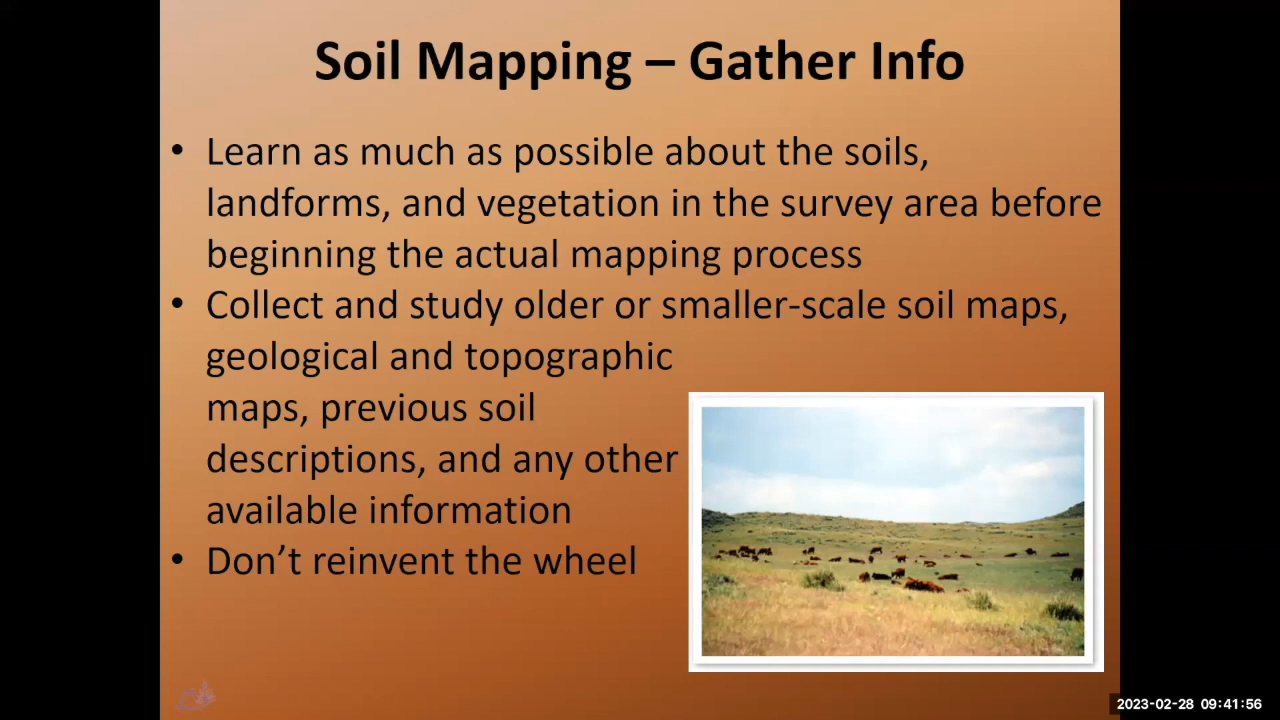 Soil Mapping – Gather Info
• Learn as much as possible about the soils,
landforms, and vegetation in the survey area before
beginning the actual mapping process
• Collect and study older or smaller-scale soil maps,
geological and topographic
maps, previous soil
descriptions, and any other
available information
• Don’t reinvent the wheel
2023-02-28 09:41:56